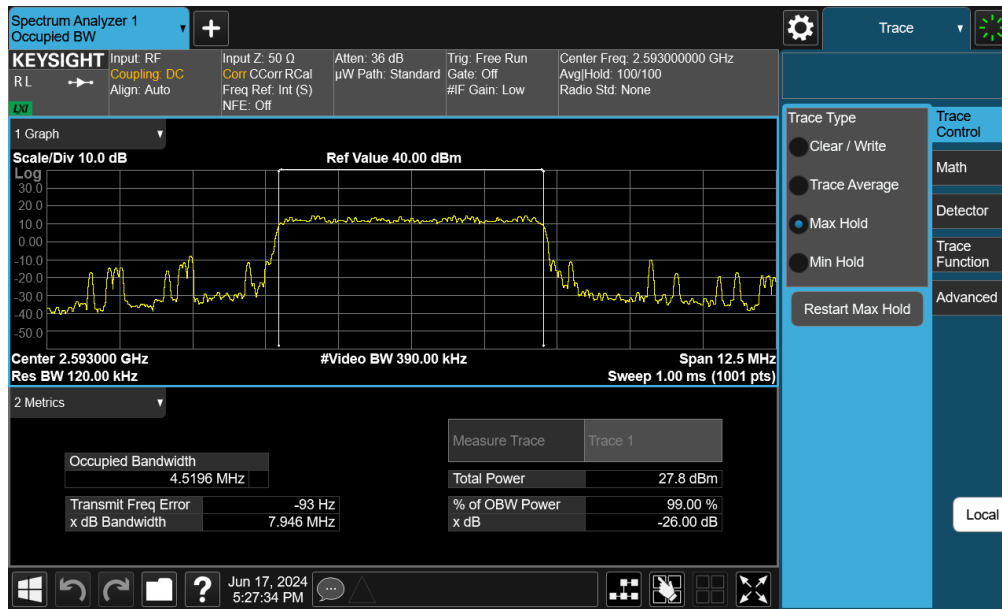 Spectrum Analyzer 1
Occupied BW
Trace
KEYSIGHT
R L
LXI
Input: RF
Coupling: DC
Align: Auto
Input Z: 50 Ω
Corr CCorr RCal
Freq Ref: Int (S)
NFE: Off
Atten: 36 dB
µW Path: Standard
Trig: Free Run
Gate: Off
#IF Gain: Low
Center Freq: 2.593000000 GHz
Avg|Hold: 100/100
Radio Std: None
1 Graph
Scale/Div 10.0 dB
Ref Value 40.00 dBm
Log
30.0
20.0
10.0
0.00
-10.0
-20.0
-30.0
-40.0
-50.0
Center 2.593000 GHz
#Video BW 390.00 kHz
Span 12.5 MHz
Res BW 120.00 kHz
Sweep 1.00 ms (1001 pts)
2 Metrics
Measure Trace
Trace 1
Occupied Bandwidth
4.5196 MHz
Total Power
27.8 dBm
Transmit Freq Error
-93 Hz
% of OBW Power
99.00 %
x dB Bandwidth
7.946 MHz
x dB
-26.00 dB
Trace Type
Clear / Write
Trace Average
Max Hold
Min Hold
Restart Max Hold
Trace
Control
Math
Detector
Trace
Function
Advanced
Local
?
Jun 17, 2024
5:27:34 PM